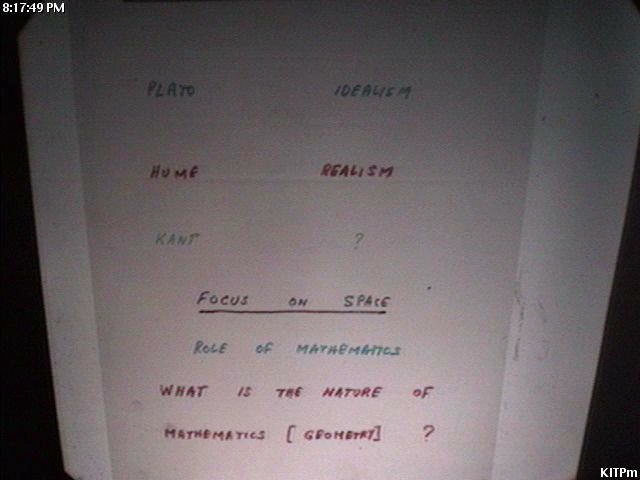 8:17:49 PM
PLATO IDEALISM
HUME REALISM
KANT ?
FOCUS ON SPACE
ROLE OF MATHEMATICS
WHAT IS THE NATURE OF
MATHEMATICS [GEOMETRY] ?
KITPm